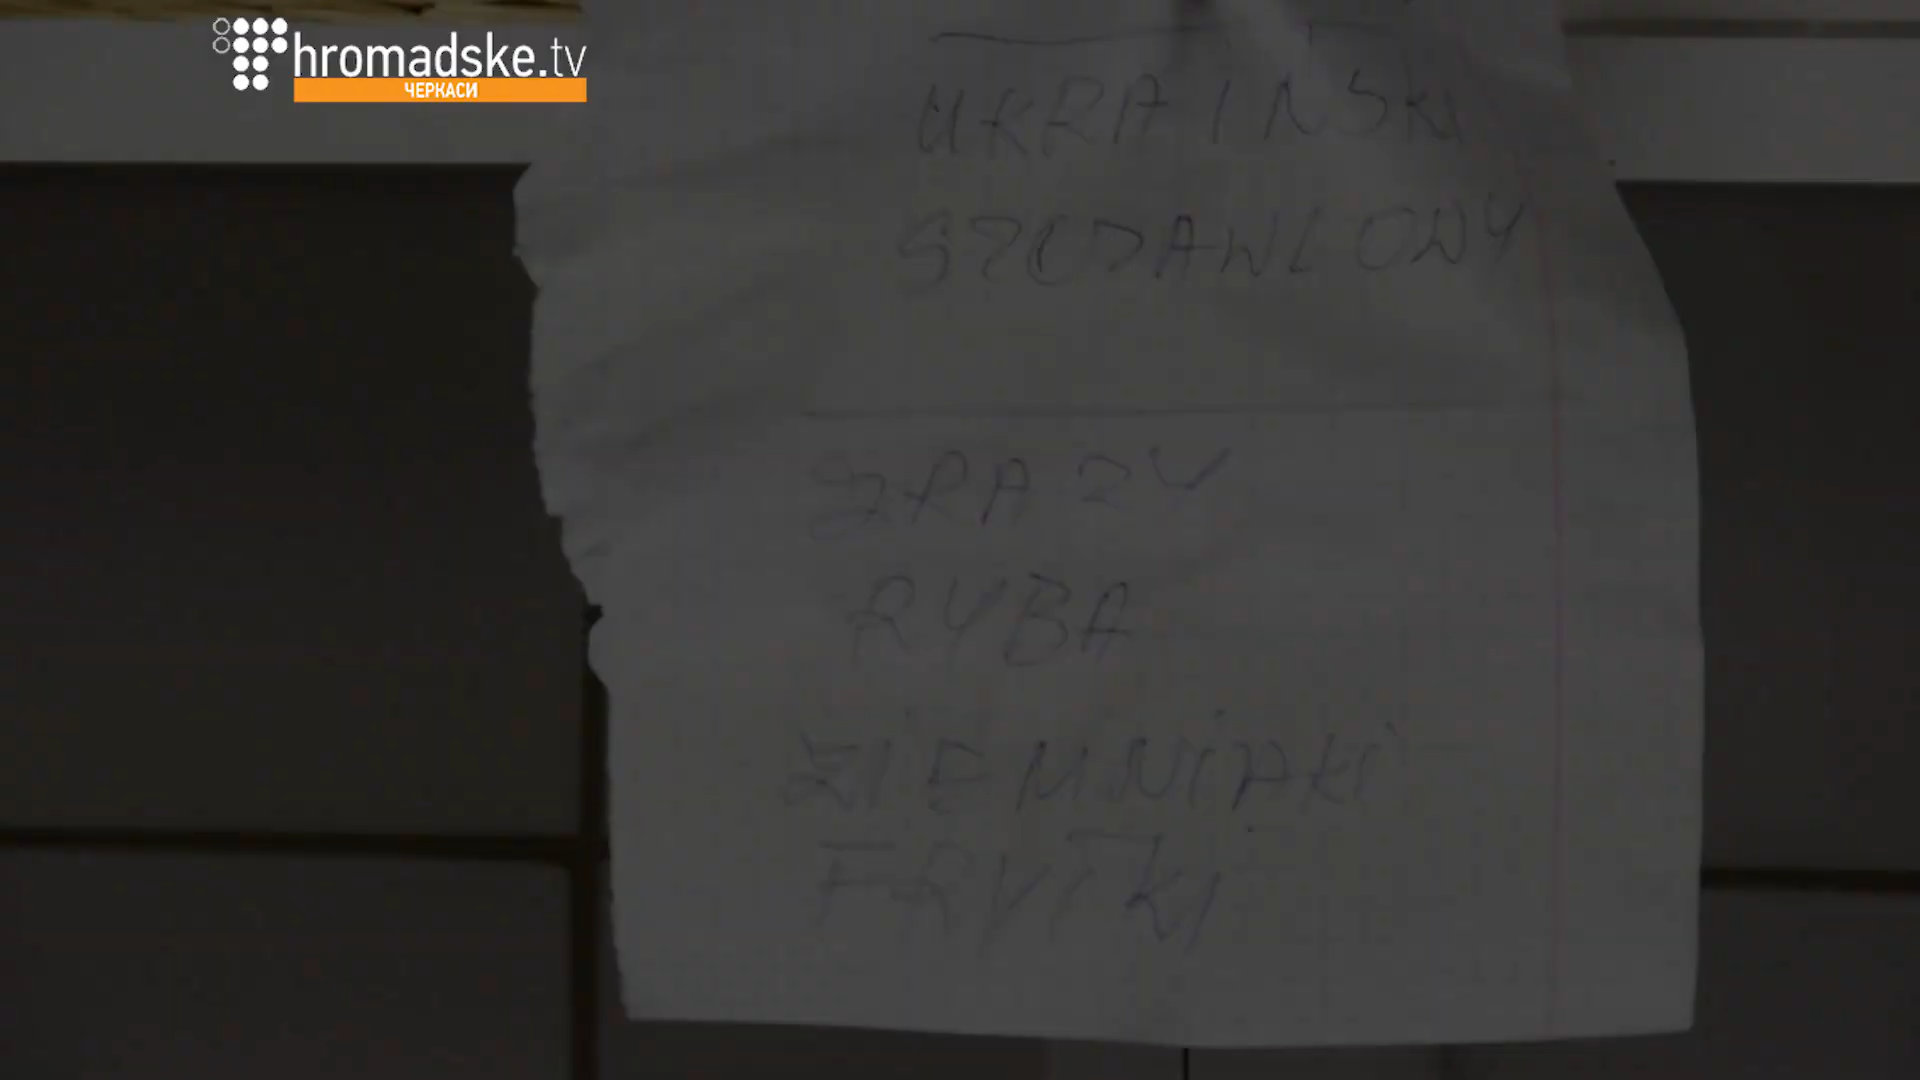 hromadske.tv
ЧЕРКАСИ
UKRAINSKI
SZCZAWLOWY
ZRAZY
RYBA
ZIEMNIAKI
FRYTKI